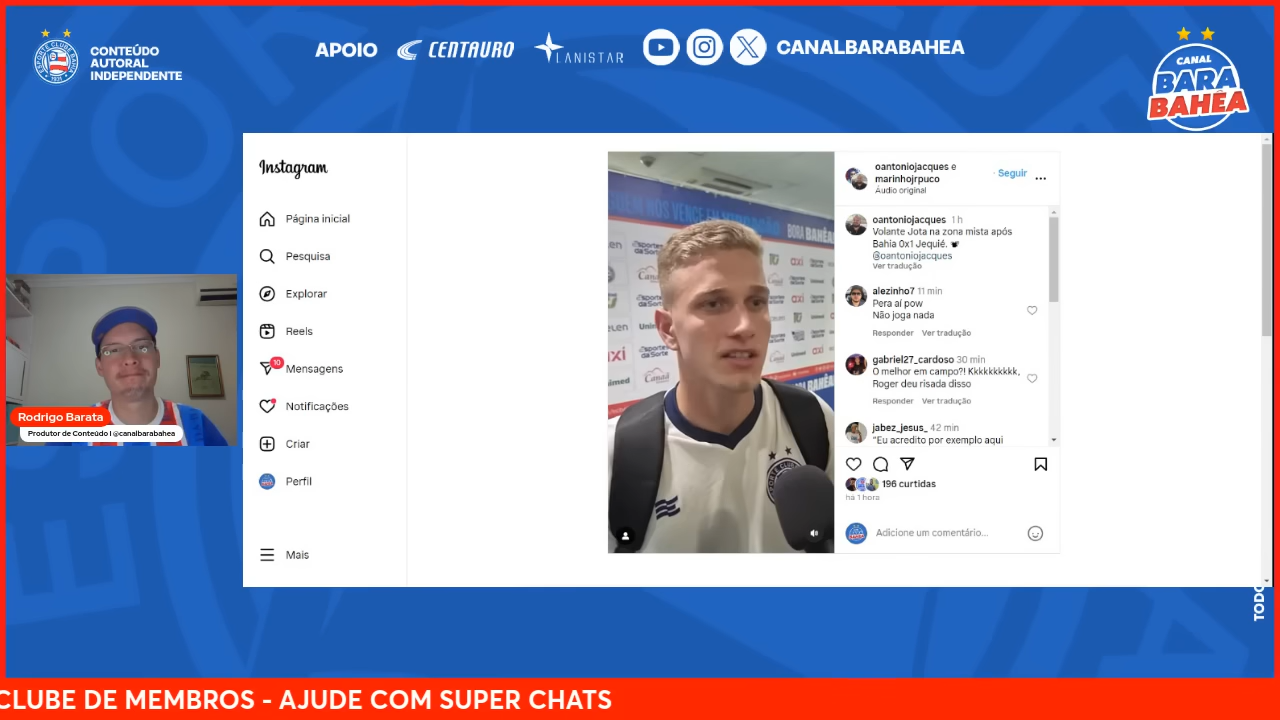 CONTEÚDO
AUTORAL
INDEPENDENTE
APOIO
CENTAURO
LANISTAR
CANALBARABAHEA
CANAL
BARA
BAHÊA
Instagram
Página inicial
Pesquisa
Explorar
Reels
10
Mensagens
Notificações
Criar
Perfil
Mais
BORA BAHÊA
oantoniojacques e
marinhojrpuco
Áudio original
· Seguir
oantoniojacques 1 h
Volante Jota na zona mista após
Bahia 0x1 Jequié.
@oantoniojacques
Ver tradução
alezinho7 11 min
Pera aí pow
Não joga nada
Responder Ver tradução
gabriel27_cardoso 30 min
O melhor em campo?! Kkkkkkkkkk,
Roger deu risada disso
Responder Ver tradução
jabez_jesus_ 42 min
"Eu acredito por exemplo aqui
196 curtidas
há 1 hora
Adicione um comentário...
Rodrigo Barata
Produtor de Conteúdo | @canalbarabahea
TODO
CLUBE DE MEMBROS - AJUDE COM SUPER CHATS